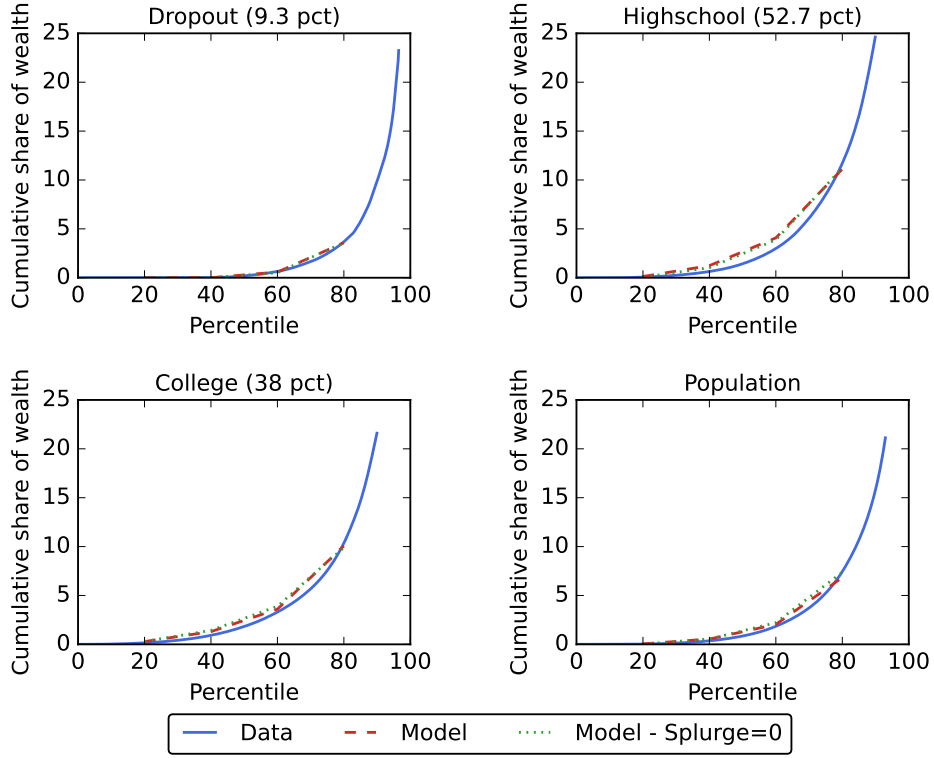 Dropout (9.3 pct)
Cumulative share of wealth
25
20
15
10
5
0
0 20 40 60 80 100
Percentile
Highschool (52.7 pct)
Cumulative share of wealth
25
20
15
10
5
0
0 20 40 60 80 100
Percentile
College (38 pct)
Cumulative share of wealth
25
20
15
10
5
0
0 20 40 60 80 100
Percentile
Population
Cumulative share of wealth
25
20
15
10
5
0
0 20 40 60 80 100
Percentile
Data Model Model - Splurge=0